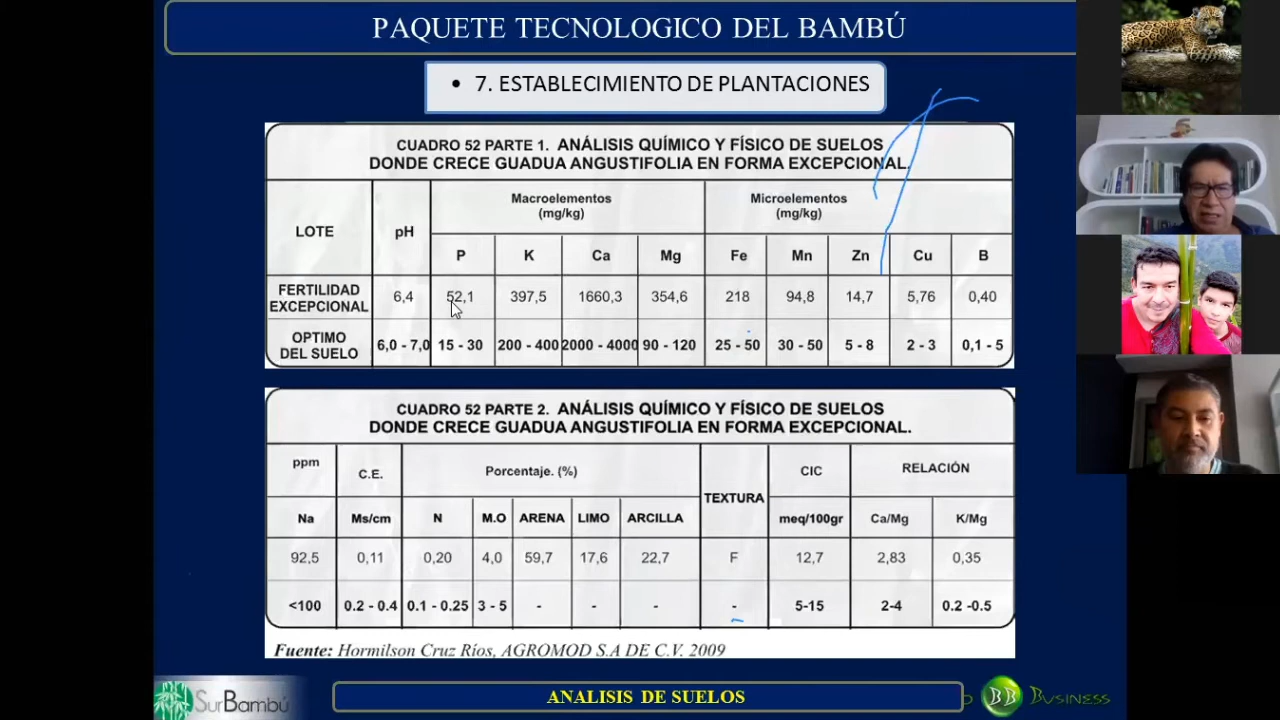 PAQUETE TECNOLOGICO DEL BAMBÚ
• 7. ESTABLECIMIENTO DE PLANTACIONES
CUADRO 52 PARTE 1. ANÁLISIS QUÍMICO Y FÍSICO DE SUELOS
DONDE CRECE GUADUA ANGUSTIFOLIA EN FORMA EXCEPCIONAL.
LOTE pH Macroelementos (mg/kg) Microelementos (mg/kg)
P K Ca Mg Fe Mn Zn Cu B
FERTILIDAD EXCEPCIONAL 6,4 52,1 397,5 1660,3 354,6 218 94,8 14,7 5,76 0,40
OPTIMO DEL SUELO 6,0 - 7,0 15 - 30 200 - 400 2000 - 4000 90 - 120 25 - 50 30 - 50 5 - 8 2 - 3 0,1 - 5
CUADRO 52 PARTE 2. ANÁLISIS QUÍMICO Y FÍSICO DE SUELOS
DONDE CRECE GUADUA ANGUSTIFOLIA EN FORMA EXCEPCIONAL.
ppm C.E. Porcentaje. (%) TEXTURA CIC RELACIÓN
Na Ms/cm N M.O ARENA LIMO ARCILLA meq/100gr Ca/Mg K/Mg
92,5 0,11 0,20 4,0 59,7 17,6 22,7 F 12,7 2,83 0,35
<100 0.2 - 0.4 0.1 - 0.25 3 - 5 - - - - 5-15 2-4 0.2 -0.5
Fuente: Hormilson Cruz Ríos, AGROMOD S.A DE C.V. 2009
SurBambú
ANALISIS DE SUELOS
BB BUSINESS